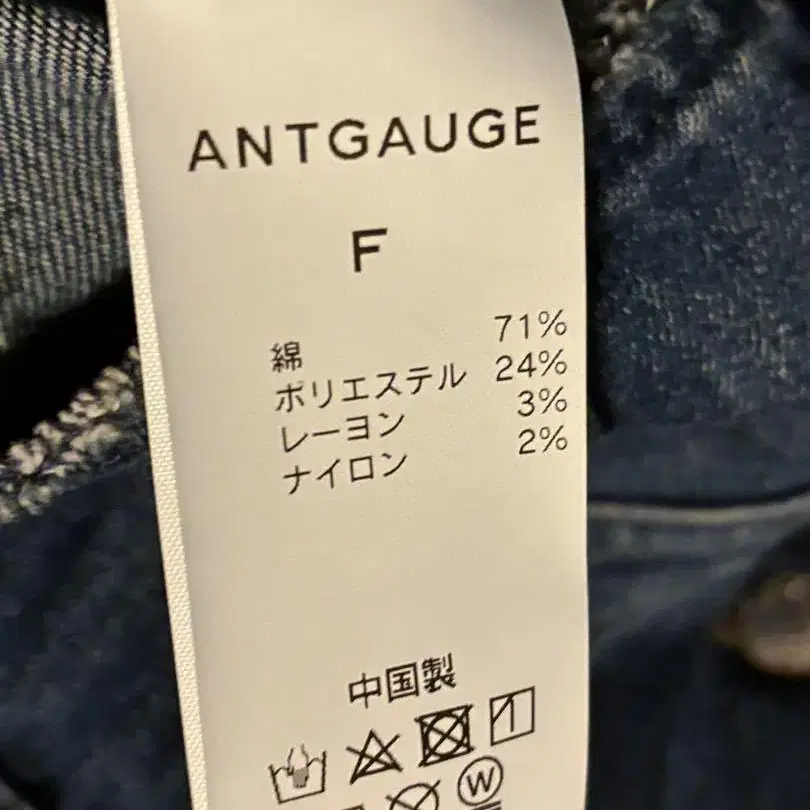 ANTGAUGE
F
綿 71%
ポリエステル 24%
レーヨン 3%
ナイロン 2%
中国製
W